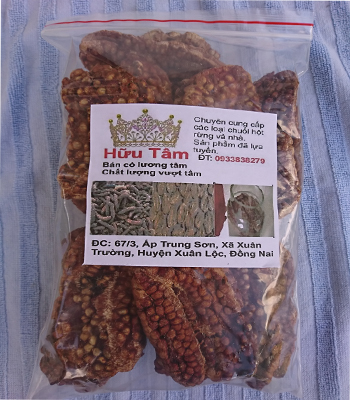 Hữu Tâm
Bán có lương tâm
Chất lượng vượt tầm
Chuyên cung cấp
các loại chuối hột
rừng và nhà.
Sản phẩm đã lựa
tuyển.
ĐT: 0933838279
ĐC: 67/3, Ấp Trung Sơn, Xã Xuân
Trường, Huyện Xuân Lộc, Đồng Nai